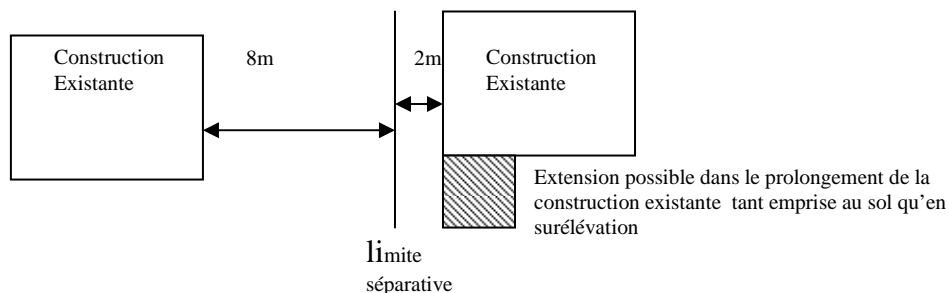 Construction
Existante
8m
2m
Construction
Existante
Extension possible dans le prolongement de la
construction existante tant emprise au sol qu’en
surélévation
limite
séparative